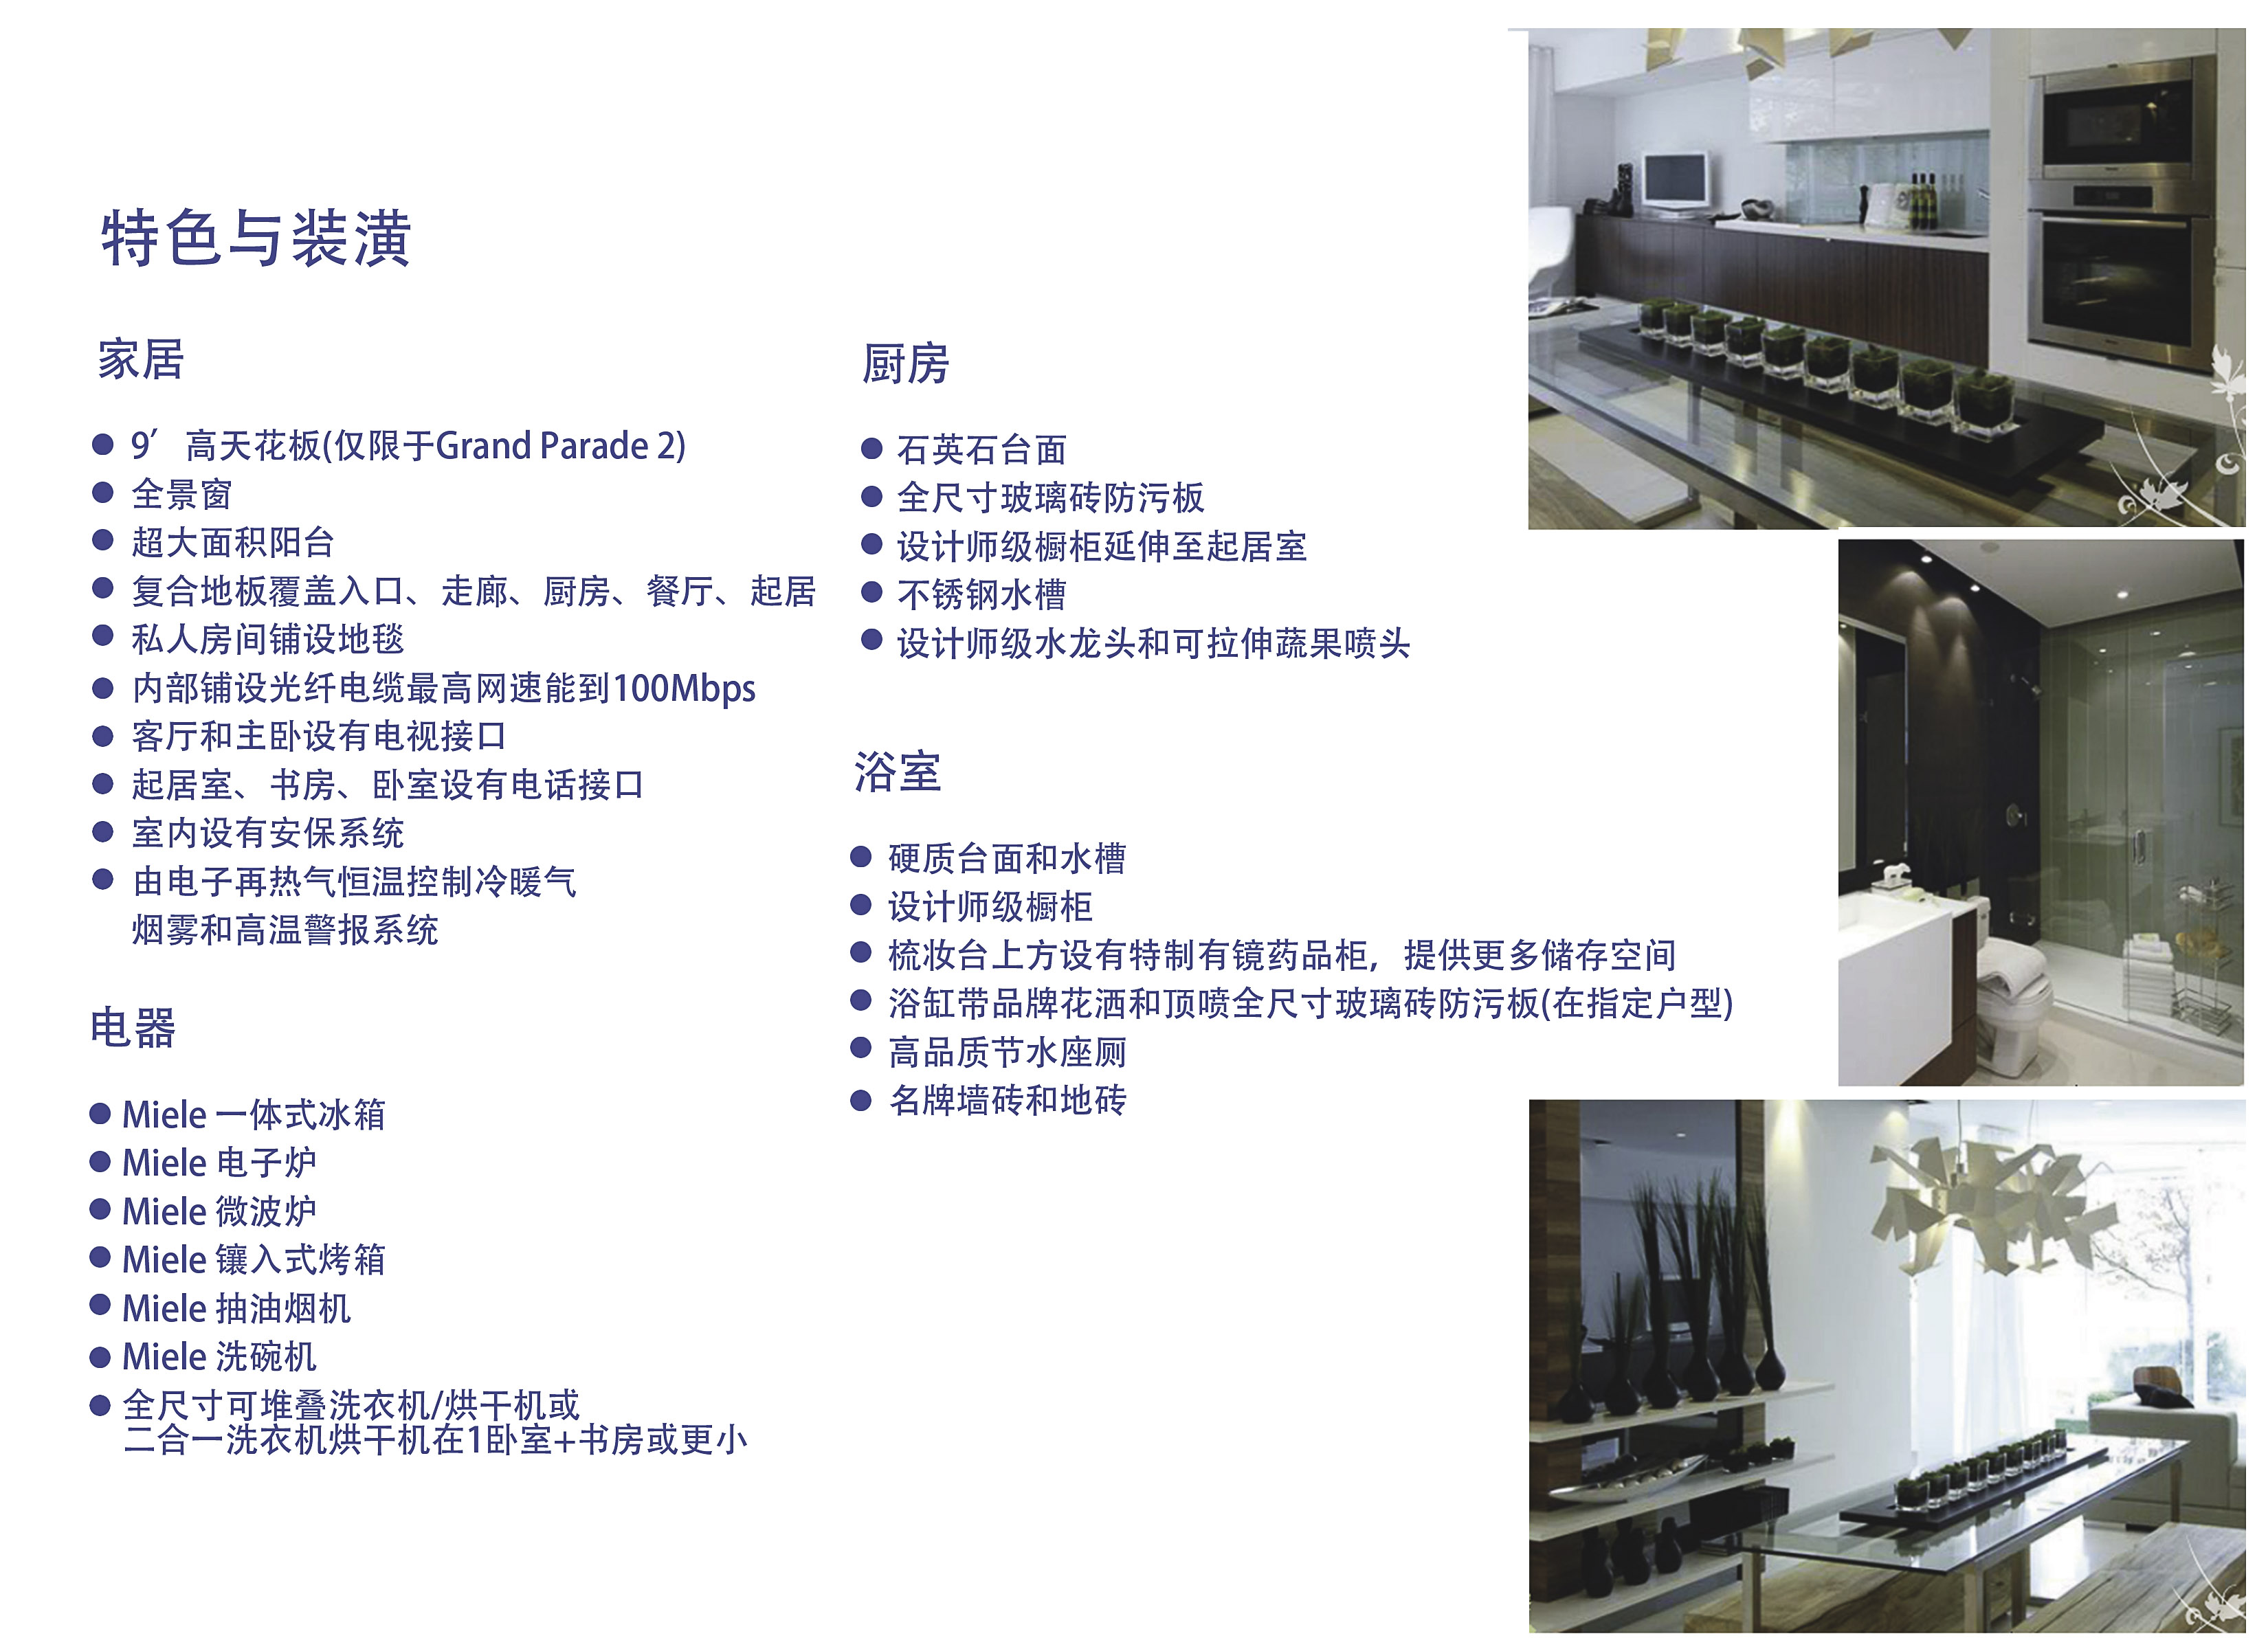 特色与装潢
家居
9′ 高天花板(仅限于Grand Parade 2)
全景窗
超大面积阳台
复合地板覆盖入口、走廊、厨房、餐厅、起居
私人房间铺设地毯
内部铺设光纤电缆最高网速能到100Mbps
客厅和主卧设有电视接口
起居室、书房、卧室设有电话接口
室内设有安保系统
由电子再热气恒温控制冷暖气
烟雾和高温警报系统
电器
Miele 一体式冰箱
Miele 电子炉
Miele 微波炉
Miele 镶入式烤箱
Miele 抽油烟机
Miele 洗碗机
全尺寸可堆叠洗衣机/烘干机或
二合一洗衣机烘干机在1卧室+书房或更小
厨房
石英石台面
全尺寸玻璃砖防污板
设计师级橱柜延伸至起居室
不锈钢水槽
设计师级水龙头和可拉伸蔬果喷头
浴室
硬质台面和水槽
设计师级橱柜
梳妆台上方设有特制有镜药品柜，提供更多储存空间
浴缸带品牌花洒和顶喷全尺寸玻璃砖防污板(在指定户型)
高品质节水座厕
名牌墙砖和地砖